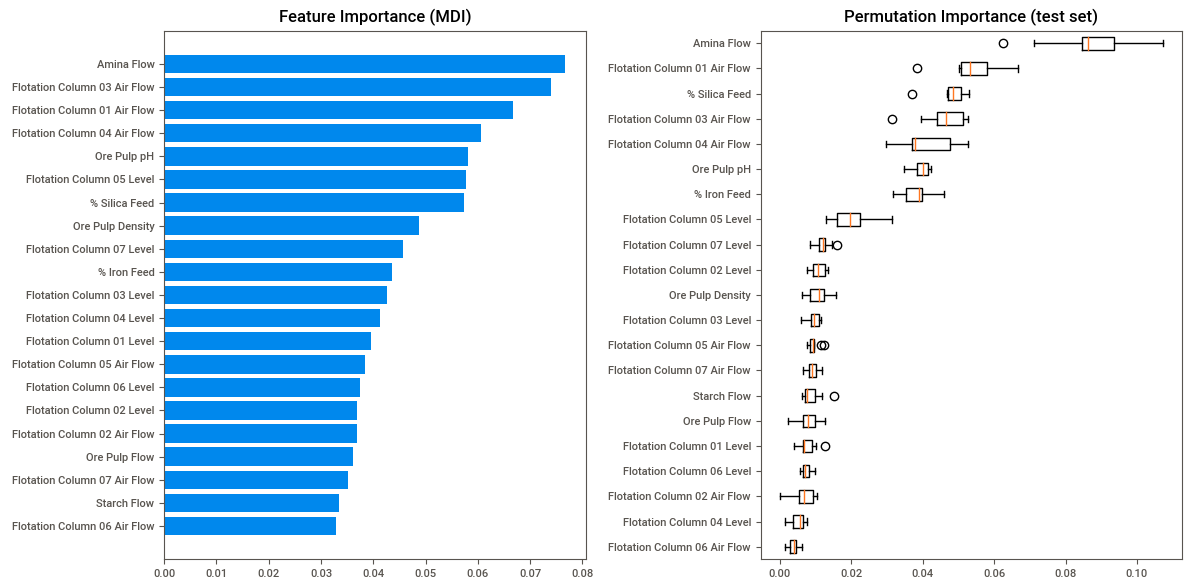 Feature Importance (MDI)
Amina Flow
Flotation Column 03 Air Flow
Flotation Column 01 Air Flow
Flotation Column 04 Air Flow
Ore Pulp pH
Flotation Column 05 Level
% Silica Feed
Ore Pulp Density
Flotation Column 07 Level
% Iron Feed
Flotation Column 03 Level
Flotation Column 04 Level
Flotation Column 01 Level
Flotation Column 05 Air Flow
Flotation Column 06 Level
Flotation Column 02 Level
Flotation Column 02 Air Flow
Ore Pulp Flow
Flotation Column 07 Air Flow
Starch Flow
Flotation Column 06 Air Flow
0.00 0.01 0.02 0.03 0.04 0.05 0.06 0.07 0.08
Permutation Importance (test set)
Amina Flow
Flotation Column 01 Air Flow
% Silica Feed
Flotation Column 03 Air Flow
Flotation Column 04 Air Flow
Ore Pulp pH
% Iron Feed
Flotation Column 05 Level
Flotation Column 07 Level
Flotation Column 02 Level
Ore Pulp Density
Flotation Column 03 Level
Flotation Column 05 Air Flow
Flotation Column 07 Air Flow
Starch Flow
Ore Pulp Flow
Flotation Column 01 Level
Flotation Column 06 Level
Flotation Column 02 Air Flow
Flotation Column 04 Level
Flotation Column 06 Air Flow
0.00 0.02 0.04 0.06 0.08 0.10